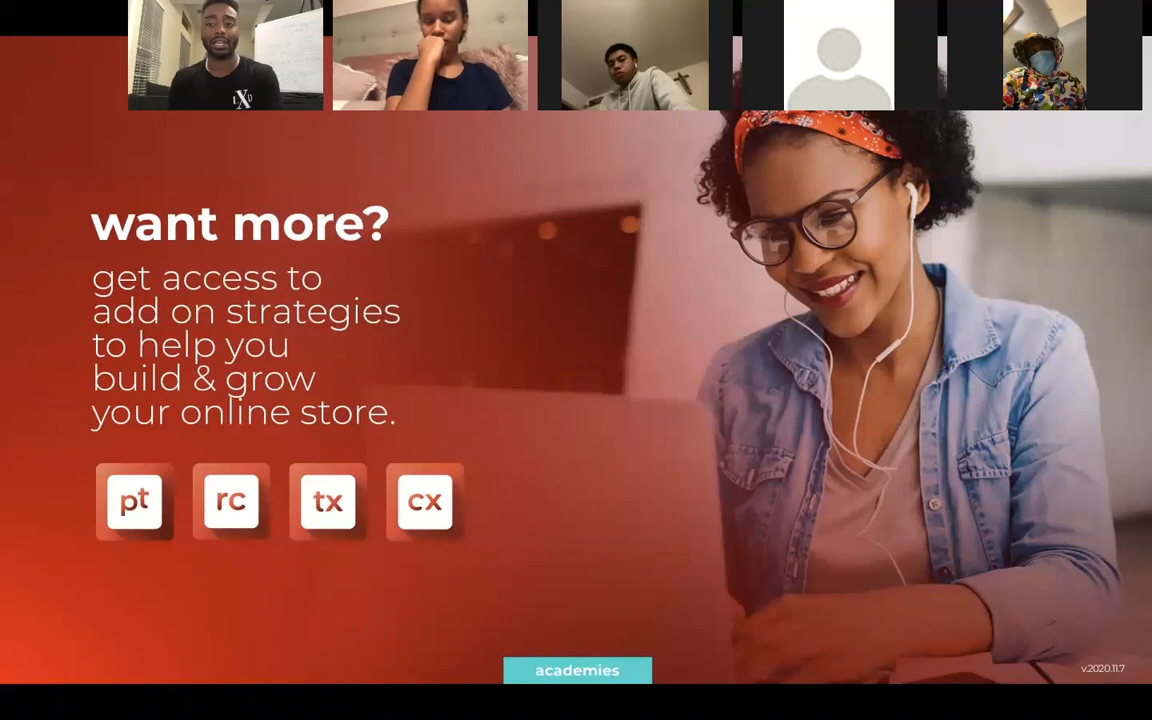 LXD
want more?
get access to
add on strategies
to help you
build & grow
your online store.
pt rc tx cx
academies
v.2020.11.7